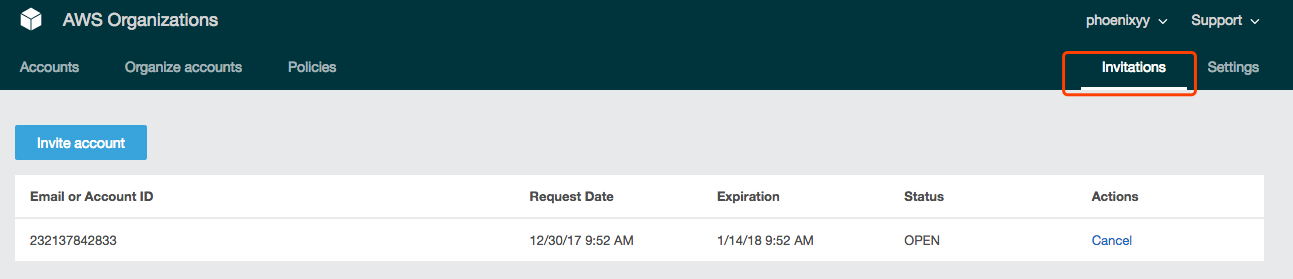 AWS Organizations phoenixyy Support
Accounts Organize accounts Policies Invitations Settings
Invite account
Email or Account ID Request Date Expiration Status Actions
232137842833 12/30/17 9:52 AM 1/14/18 9:52 AM OPEN Cancel